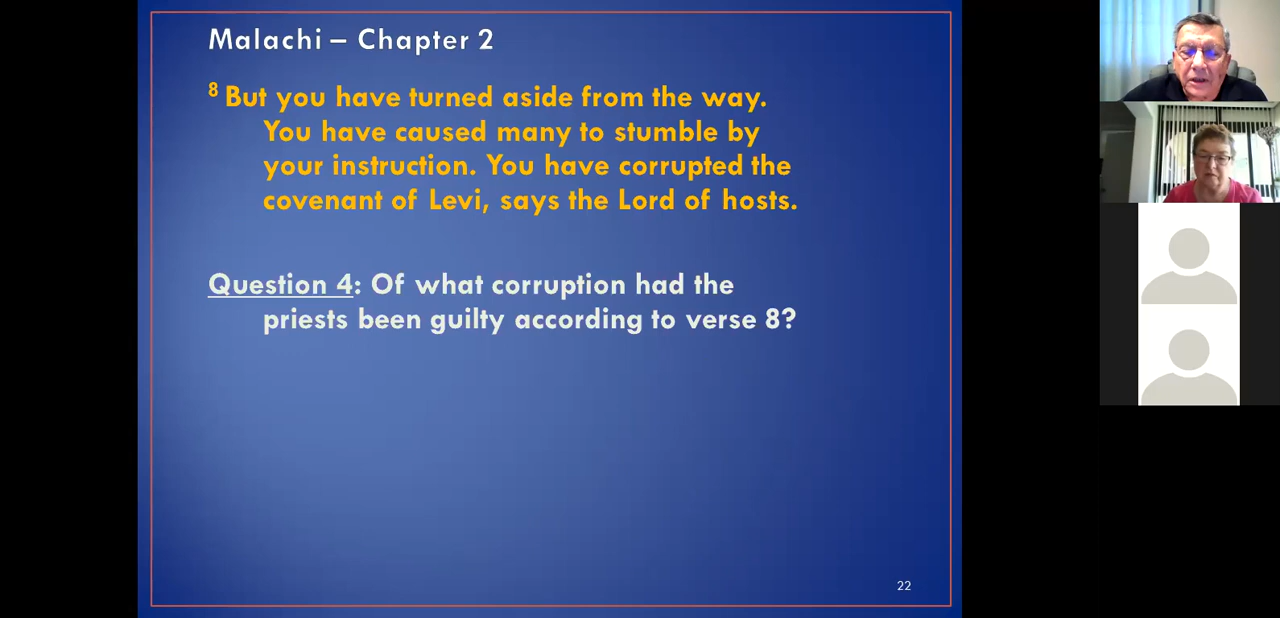 Malachi – Chapter 2
8 But you have turned aside from the way.
You have caused many to stumble by
your instruction. You have corrupted the
covenant of Levi, says the Lord of hosts.
Question 4: Of what corruption had the
priests been guilty according to verse 8?
22